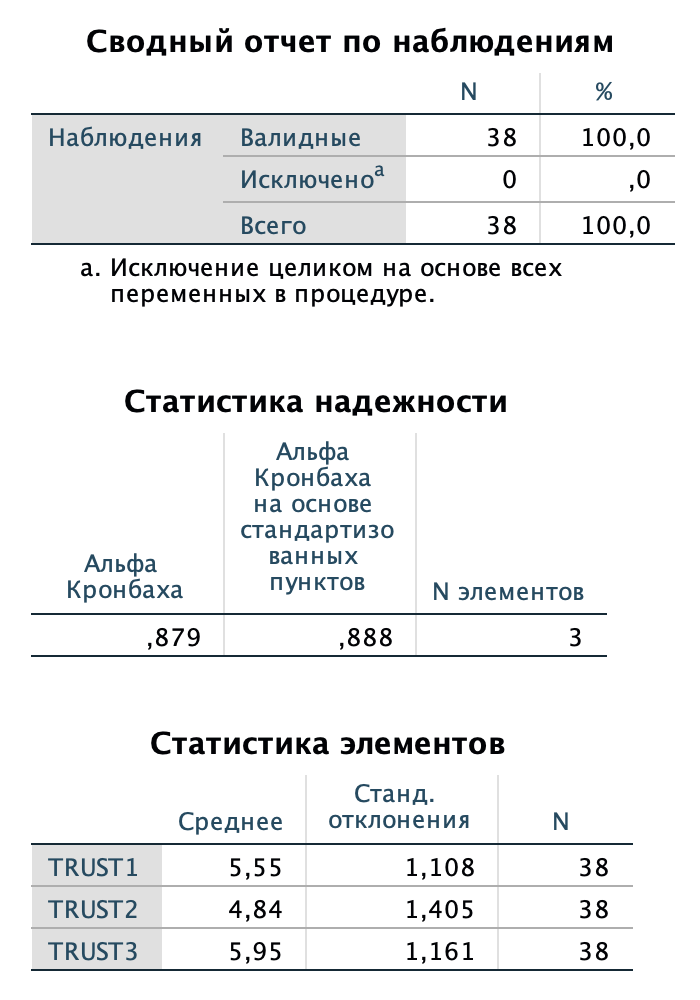 Сводный отчет по наблюдениям
N %
Наблюдения Валидные 38 100,0
Исключеноᵃ 0 ,0
Всего 38 100,0
a. Исключение целиком на основе всех
переменных в процедуре.
Статистика надежности
Альфа
Кронбаха
Альфа
Кронбаха
на основе
стандартизо
ванных
пунктов
N элементов
,879 ,888 3
Статистика элементов
Среднее
Станд.
отклонения
N
TRUST1 5,55 1,108 38
TRUST2 4,84 1,405 38
TRUST3 5,95 1,161 38